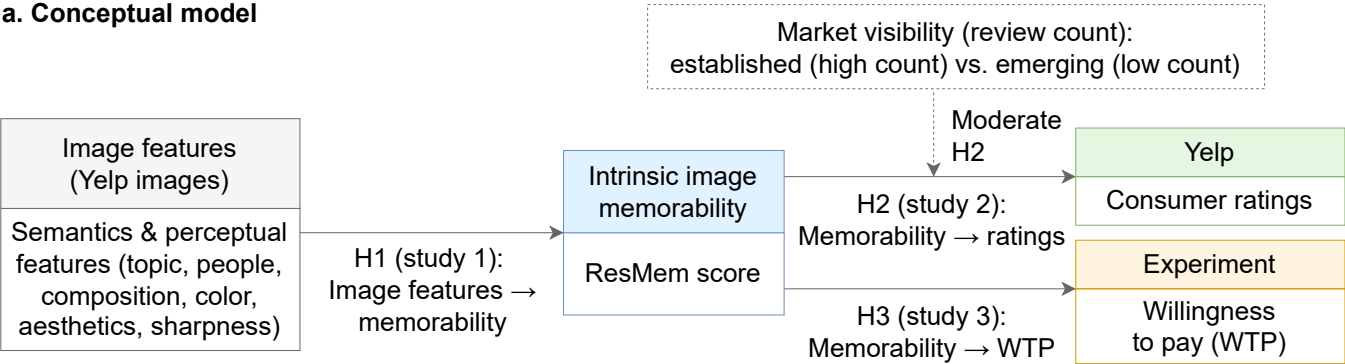 a. Conceptual model
Market visibility (review count):
established (high count) vs. emerging (low count)
Moderate
H2
Image features
(Yelp images)
Semantics & perceptual
features (topic, people,
composition, color,
aesthetics, sharpness)
H1 (study 1):
Image features →
memorability
Intrinsic image
memorability
ResMem score
H2 (study 2):
Memorability → ratings
H3 (study 3):
Memorability → WTP
Yelp
Consumer ratings
Experiment
Willingness
to pay (WTP)